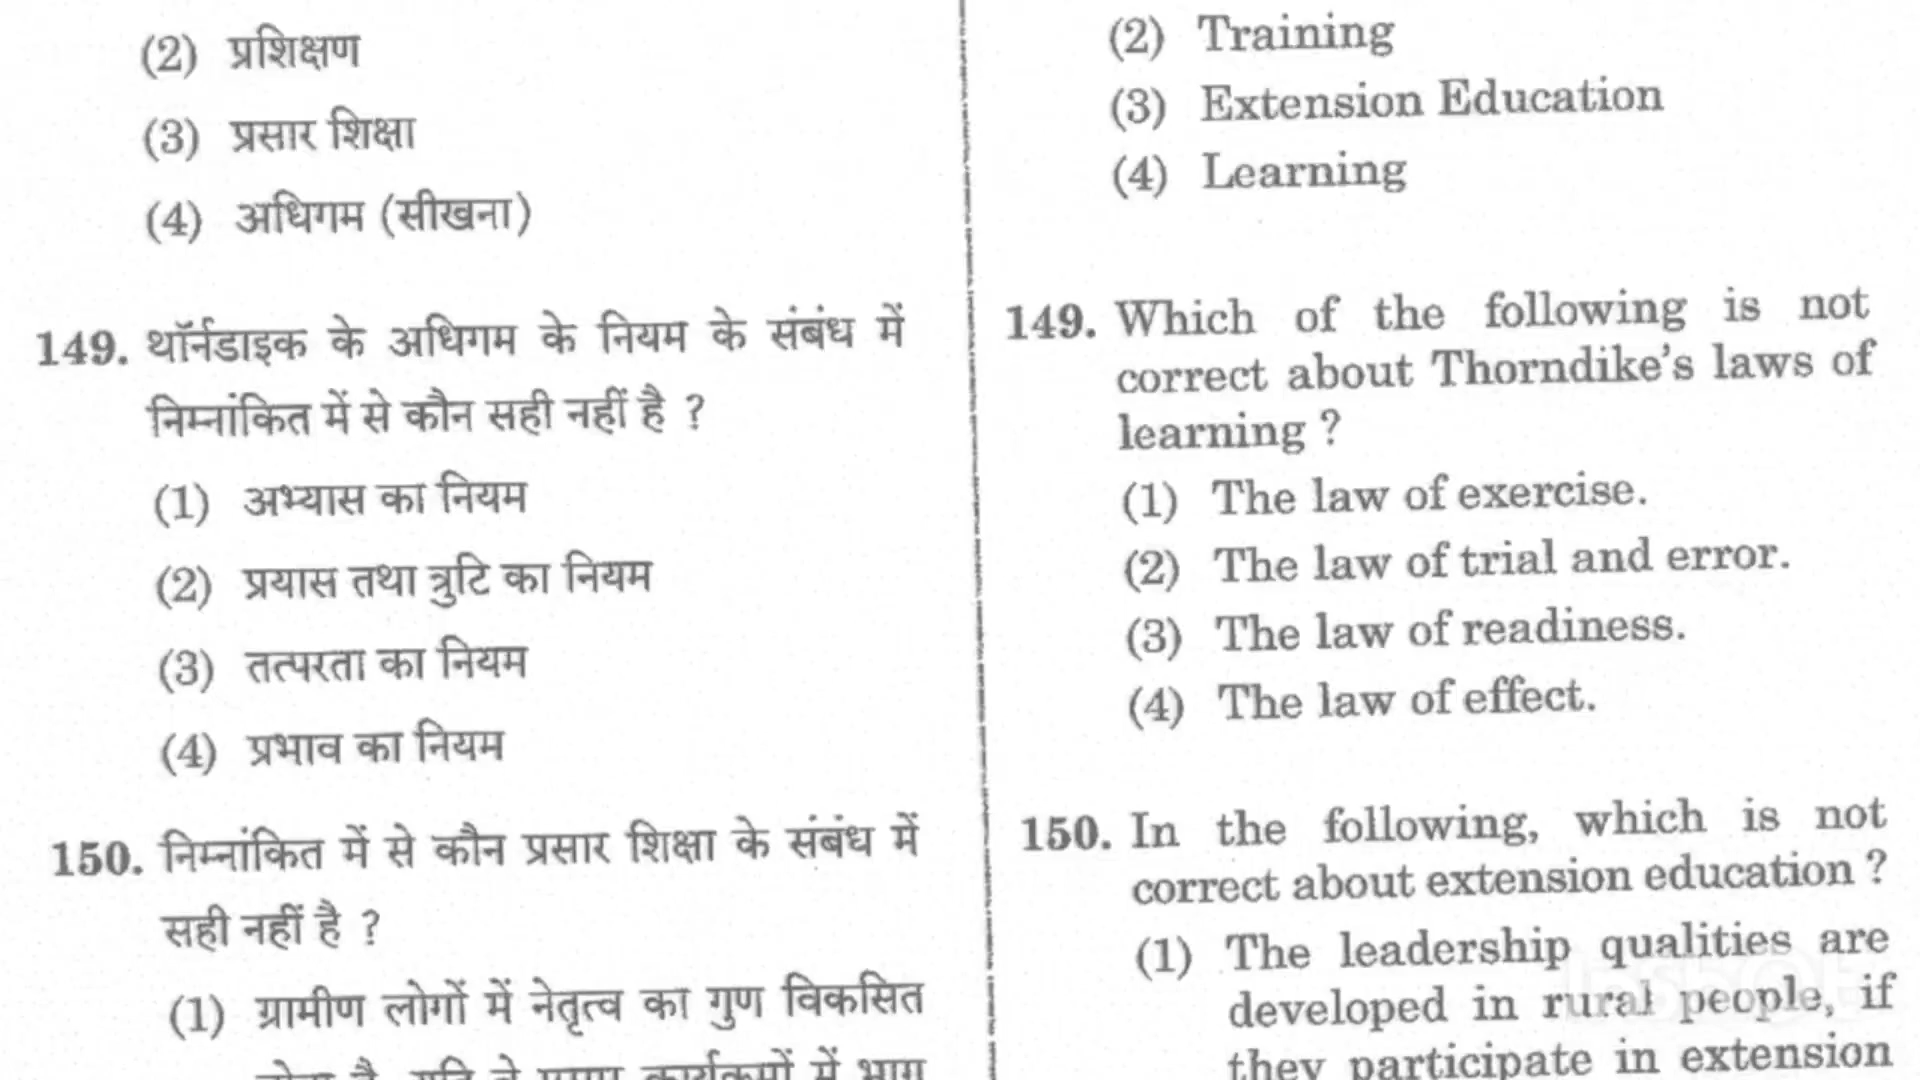 (2) प्रशिक्षण
(3) प्रसार शिक्षा
(4) अधिगम (सीखना)
149. थॉर्नडाइक के अधिगम के नियम के संबंध में
निम्नांकित में से कौन सही नहीं है ?
(1) अभ्यास का नियम
(2) प्रयास तथा त्रुटि का नियम
(3) तत्परता का नियम
(4) प्रभाव का नियम
150. निम्नांकित में से कौन प्रसार शिक्षा के संबंध में
सही नहीं है ?
(1) ग्रामीण लोगों में नेतृत्व का गुण विकसित
(2) Training
(3) Extension Education
(4) Learning
149. Which of the following is not
correct about Thorndike's laws of
learning ?
(1) The law of exercise.
(2) The law of trial and error.
(3) The law of readiness.
(4) The law of effect.
150. In the following, which is not
correct about extension education ?
(1) The leadership qualities are
developed in rural people, if
they participate in extension